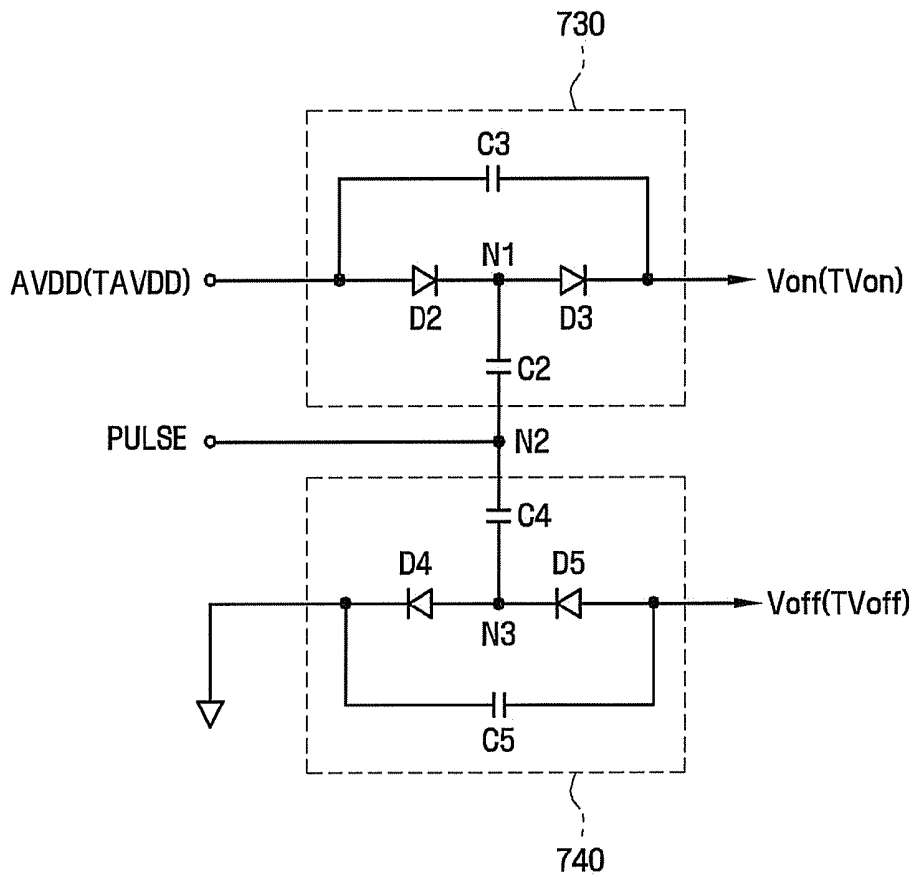 730
C3
N1
AVDD(TAVDD)
Von(TVon)
D2
D3
C2
PULSE
N2
C4
D4
D5
N3
Voff(TVoff)
C5
740